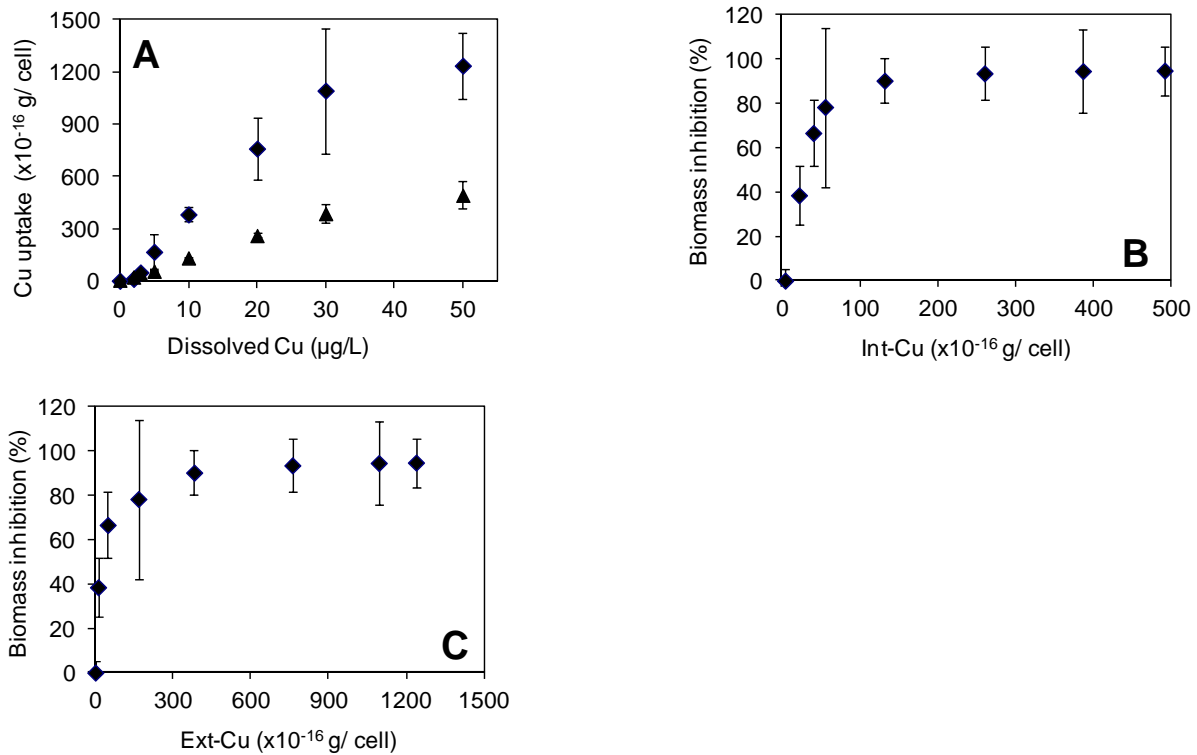 A
1500
1200
900
600
300
0
Cu uptake (x10⁻¹⁶ g/ cell)
0 10 20 30 40 50
Dissolved Cu (µg/L)
B
120
100
80
60
40
20
0
Biomass inhibition (%)
0 100 200 300 400 500
Int-Cu (x10⁻¹⁶ g/ cell)
C
120
100
80
60
40
20
0
Biomass inhibition (%)
0 300 600 900 1200 1500
Ext-Cu (x10⁻¹⁶ g/ cell)